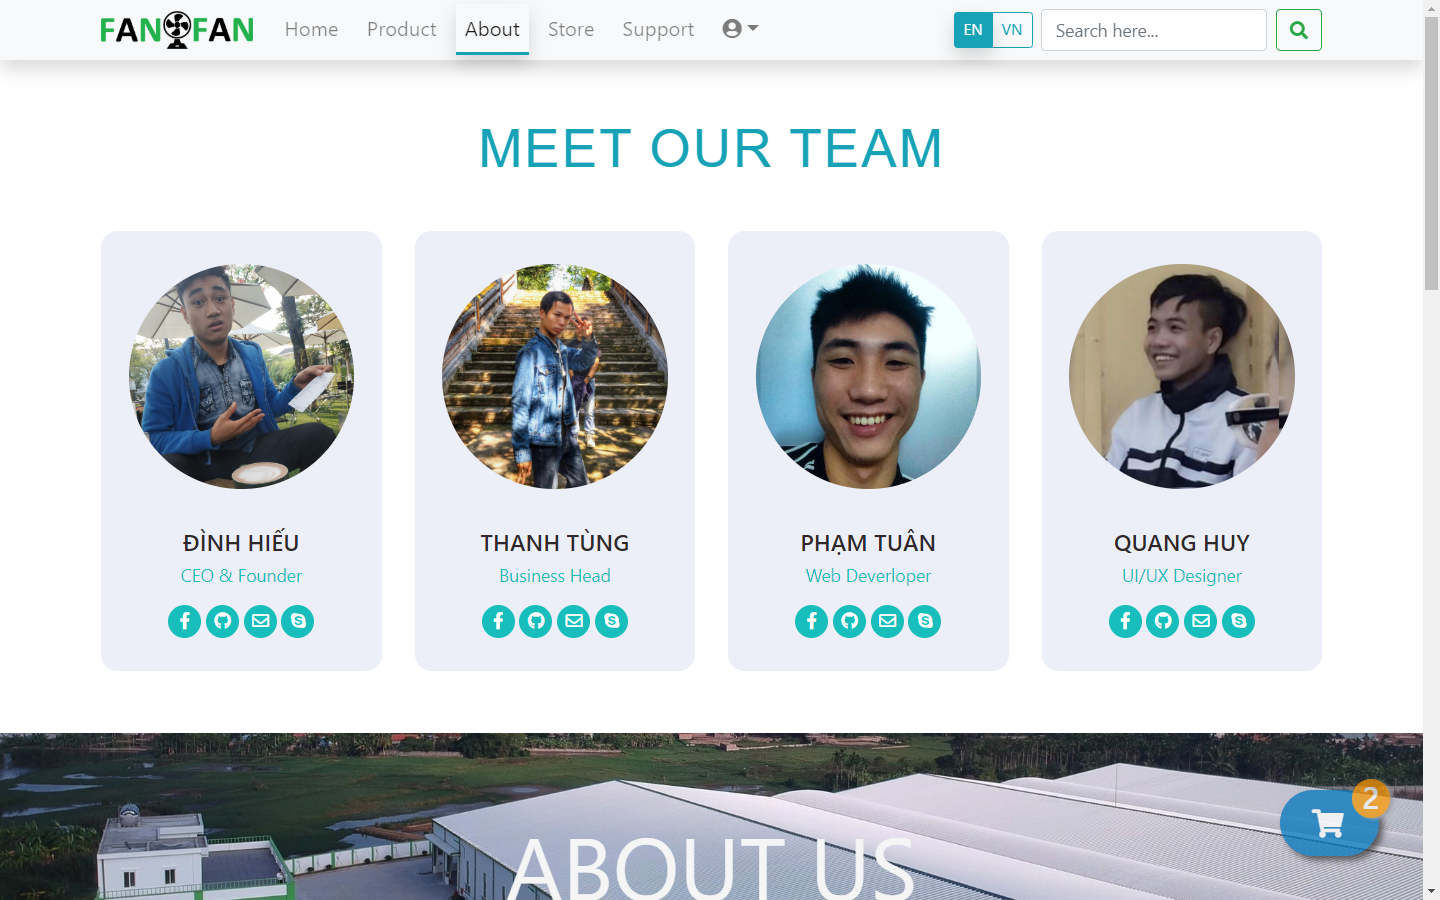 FAN FAN
Home Product About Store Support
EN VN Search here...
MEET OUR TEAM
ĐÌNH HIẾU
CEO & Founder
THANH TÙNG
Business Head
PHẠM TUÂN
Web Deverloper
QUANG HUY
UI/UX Designer
ABOUT US
2